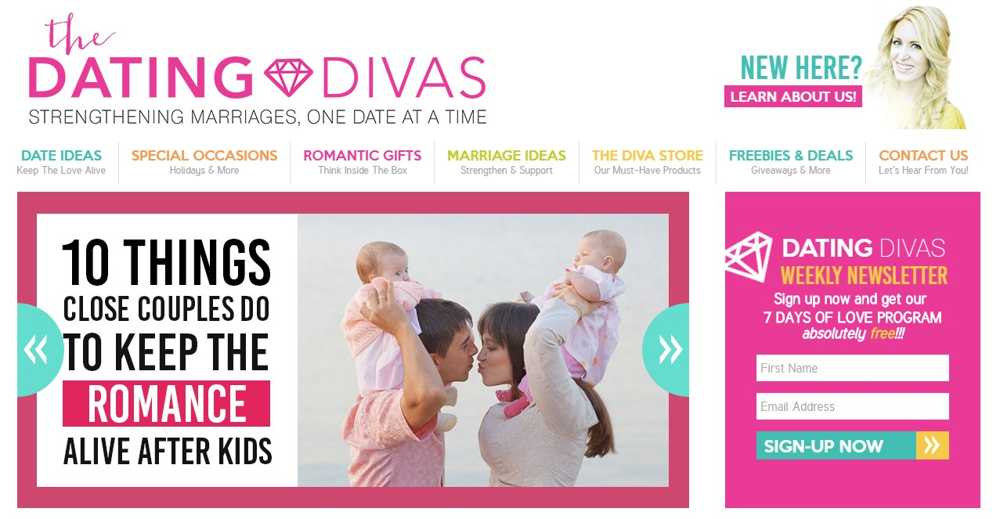 the
DATING DIVAS
STRENGTHENING MARRIAGES, ONE DATE AT A TIME
NEW HERE?
LEARN ABOUT US!
DATE IDEAS
Keep The Love Alive
SPECIAL OCCASIONS
Holidays & More
ROMANTIC GIFTS
Think Inside The Box
MARRIAGE IDEAS
Strengthen & Support
THE DIVA STORE
Our Must-Have Products
FREEBIES & DEALS
Giveaways & More
CONTACT US
Let's Hear From You!
10 THINGS
CLOSE COUPLES DO
TO KEEP THE
ROMANCE
ALIVE AFTER KIDS
DATING DIVAS
WEEKLY NEWSLETTER
Sign up now and get our
7 DAYS OF LOVE PROGRAM
absolutely free!!!
First Name
Email Address
SIGN-UP NOW